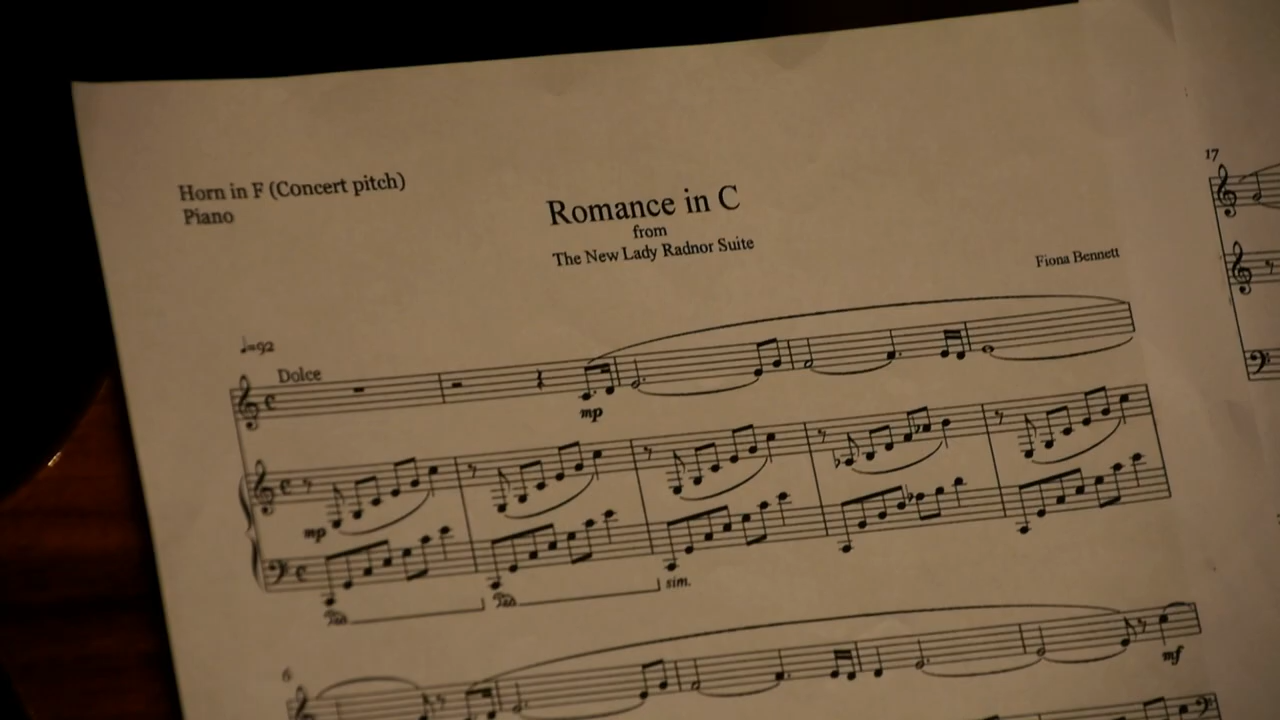 Horn in F (Concert pitch)
Piano
Romance in C
from
The New Lady Radnor Suite
Fiona Bennett
♩=92
Dolce
mp
mp
sim.
6
mf
17